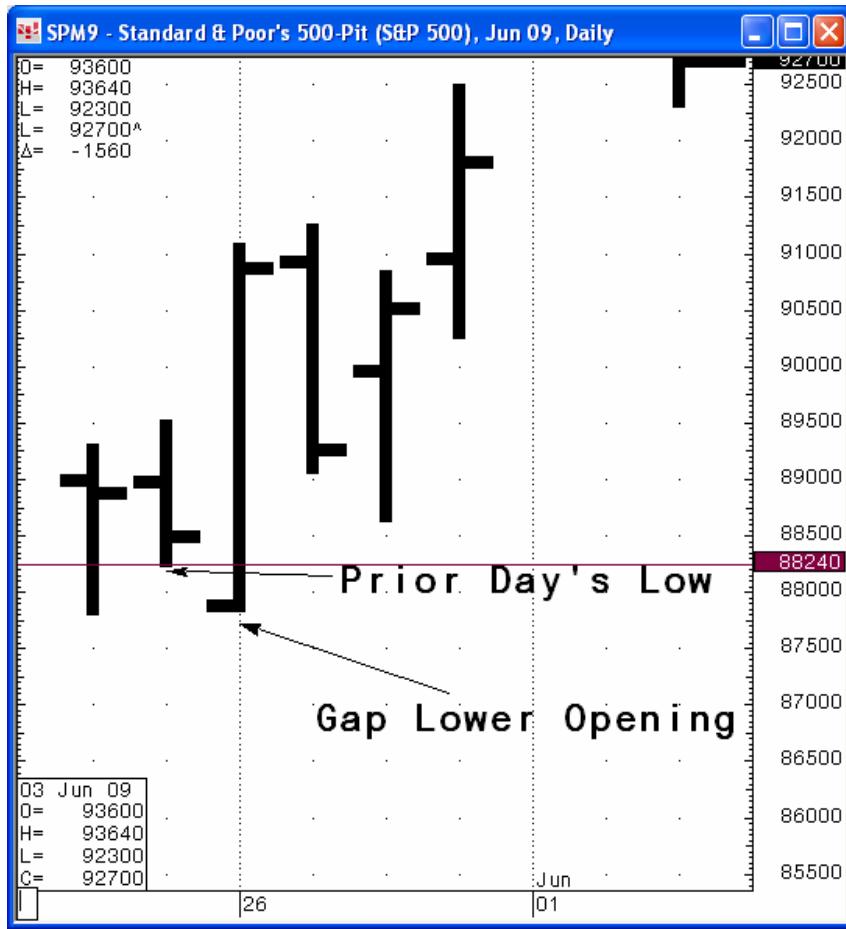 SPM9 - Standard & Poor's 500-Pit (S&P 500), Jun 09, Daily
O= 93600
H= 93640
L= 92300
L= 92700^
Δ= -1560
92700
92500
92000
91500
91000
90500
90000
89500
89000
88500
88240
88000
Prior Day's Low
87500
87000
Gap Lower Opening
86500
86000
85500
03 Jun 09
O= 93600
H= 93640
L= 92300
C= 92700
Jun
26
01